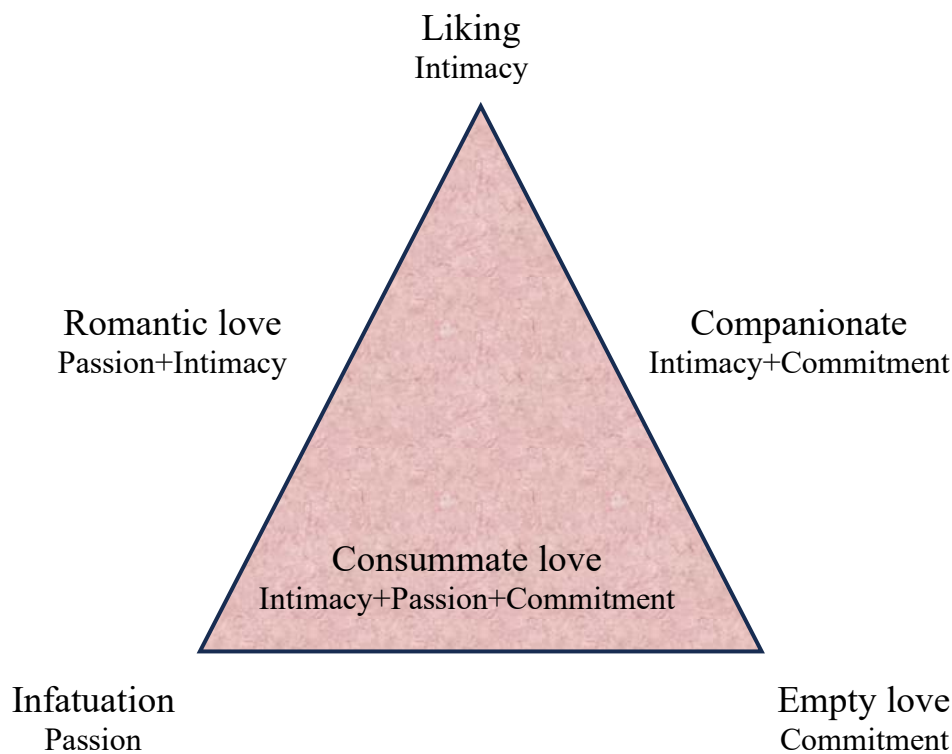 Liking
Intimacy
Romantic love
Passion+Intimacy
Companionate
Intimacy+Commitment
Consummate love
Intimacy+Passion+Commitment
Infatuation
Passion
Empty love
Commitment